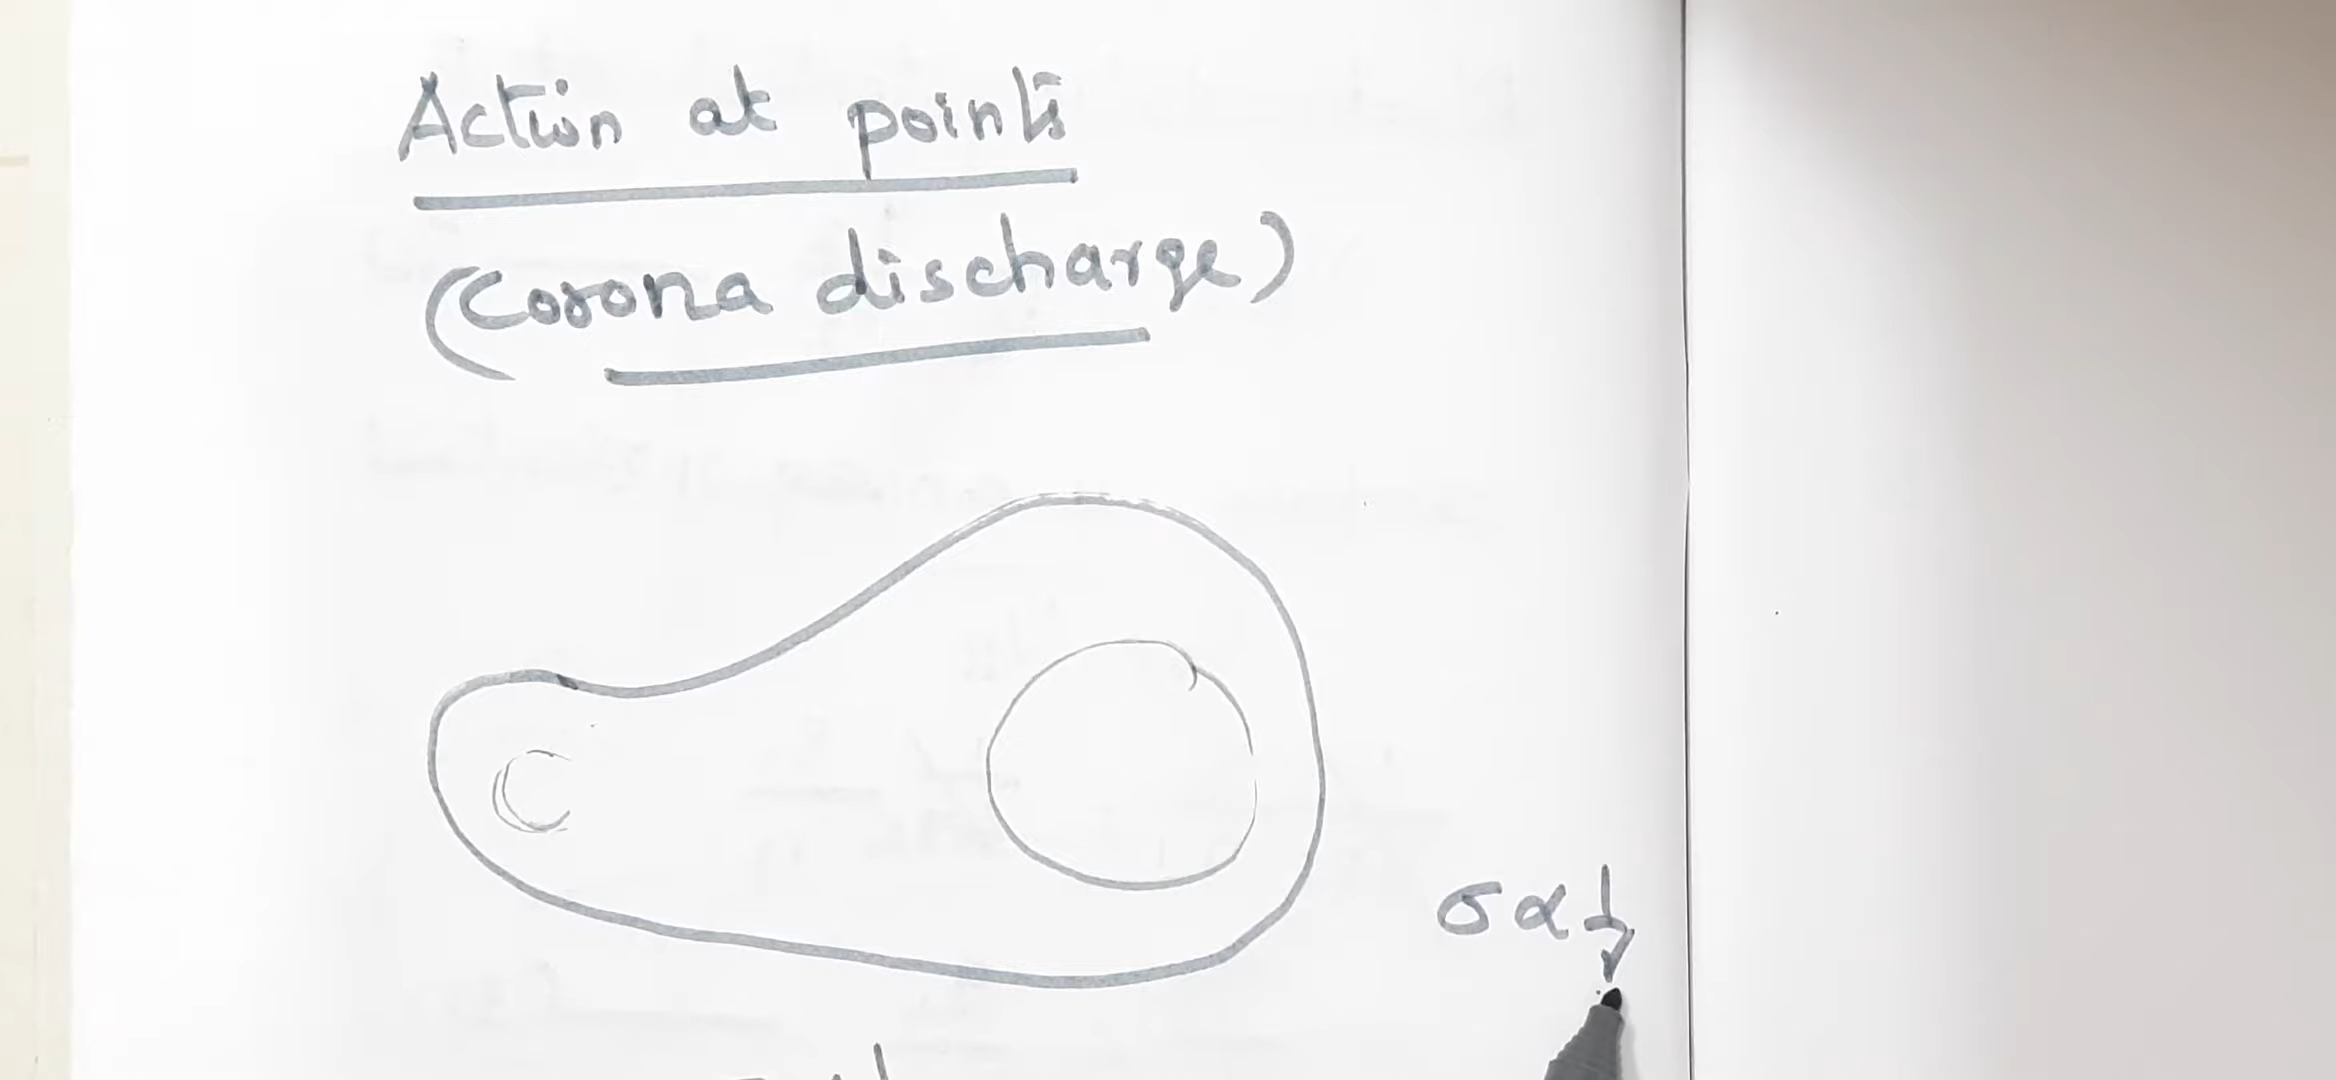 Action at points
(Corona discharge)
σ α 1/r